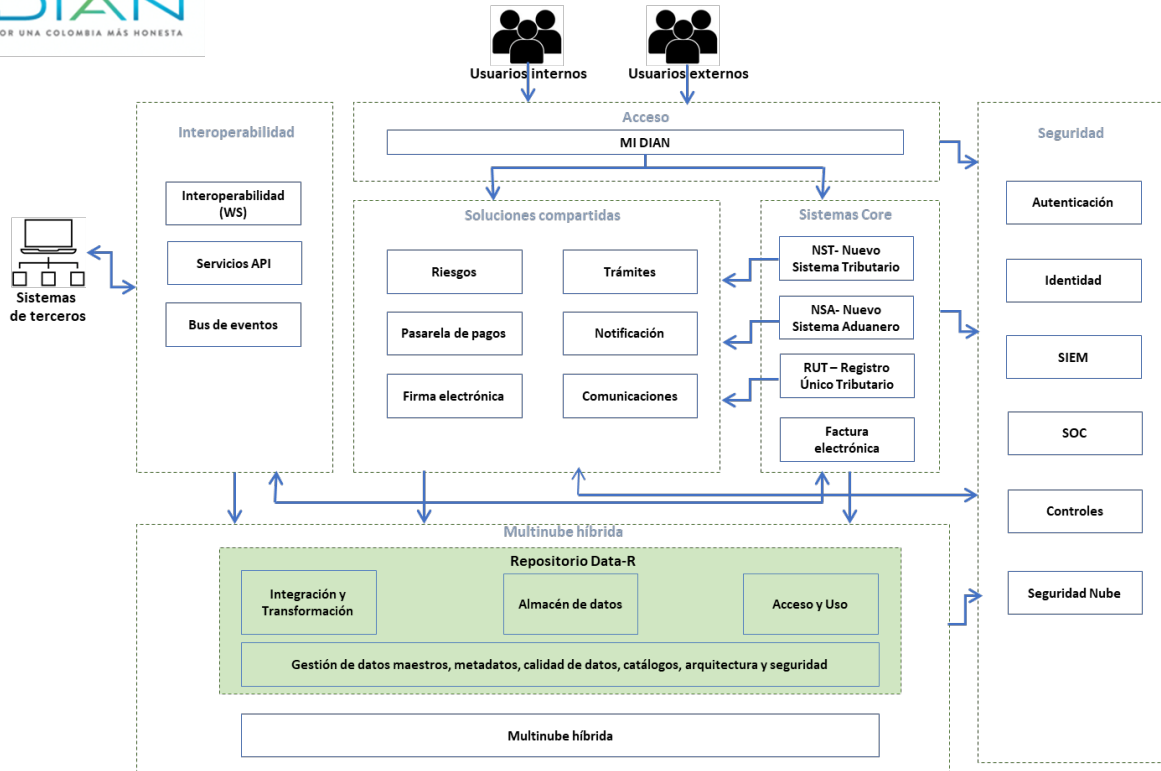 DIAN
POR UNA COLOMBIA MÁS HONESTA
Usuarios internos
Usuarios externos
Interoperabilidad
Interoperabilidad
(WS)
Servicios API
Bus de eventos
Sistemas
de terceros
Acceso
MI DIAN
Soluciones compartidas
Riesgos
Trámites
Pasarela de pagos
Notificación
Firma electrónica
Comunicaciones
Sistemas Core
NST- Nuevo
Sistema Tributario
NSA- Nuevo
Sistema Aduanero
RUT – Registro
Único Tributario
Factura
electrónica
Seguridad
Autenticación
Identidad
SIEM
SOC
Controles
Seguridad Nube
Multinube híbrida
Repositorio Data-R
Integración y
Transformación
Almacén de datos
Acceso y Uso
Gestión de datos maestros, metadatos, calidad de datos, catálogos, arquitectura y seguridad
Multinube híbrida